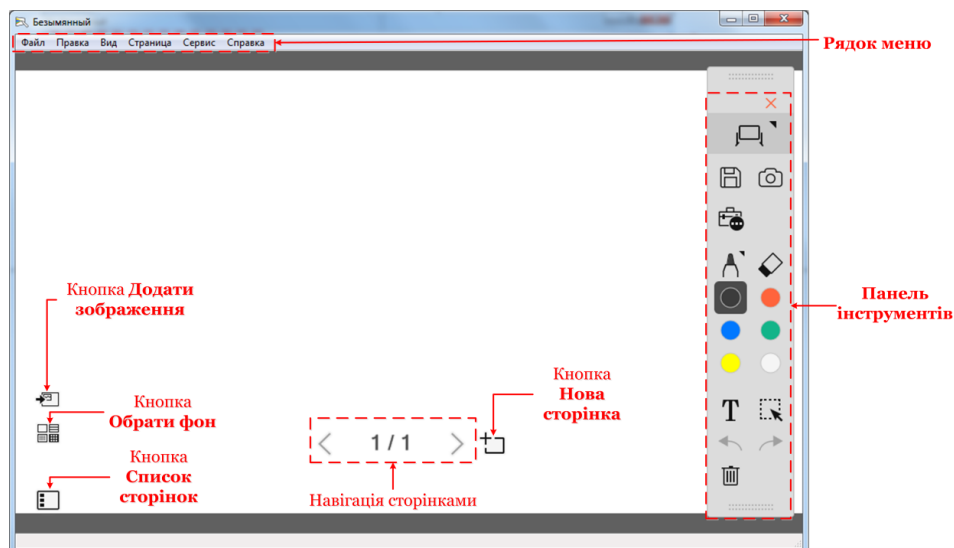 Безымянный
Файл Правка Вид Страница Сервис Справка
Рядок меню
Кнопка Додати
зображення
Панель
інструментів
Кнопка
Нова
сторінка
Кнопка
Обрати фон
1 / 1
T
Кнопка
Список
сторінок
Навігація сторінками